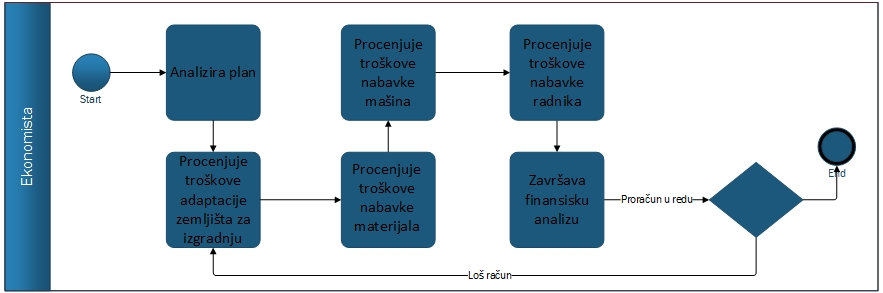 Ekonomista
Start
Analizira plan
Procenjuje
troškove
adaptacije
zemljišta za
izgradnju
Procenjuje
troškove
nabavke
materijala
Procenjuje
troškove
nabavke
mašina
Procenjuje
troškove
nabavke
radnika
Završava
finansisku
analizu
Proračun u redu
Loš račun
End